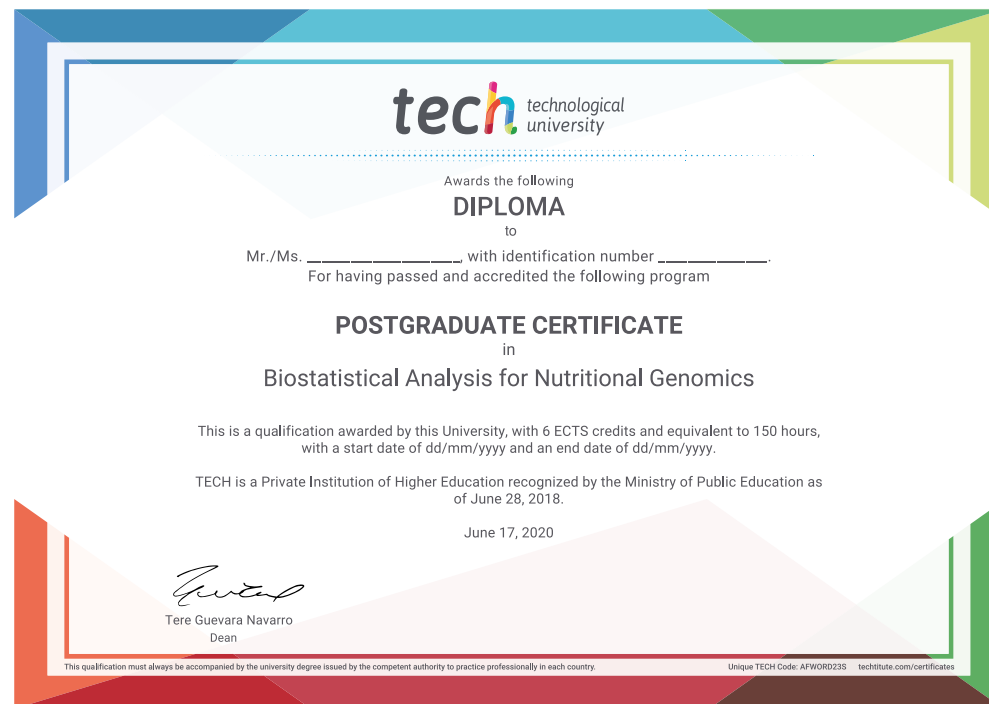 tech technological
university
Awards the following
DIPLOMA
to
Mr./Ms. ____________________, with identification number ______________.
For having passed and accredited the following program
POSTGRADUATE CERTIFICATE
in
Biostatistical Analysis for Nutritional Genomics
This is a qualification awarded by this University, with 6 ECTS credits and equivalent to 150 hours,
with a start date of dd/mm/yyyy and an end date of dd/mm/yyyy.
TECH is a Private Institution of Higher Education recognized by the Ministry of Public Education as
of June 28, 2018.
June 17, 2020
Tere Guevara Navarro
Dean
This qualification must always be accompanied by the university degree issued by the competent authority to practice professionally in each country.
Unique TECH Code: AFWORD23S techtitute.com/certificates